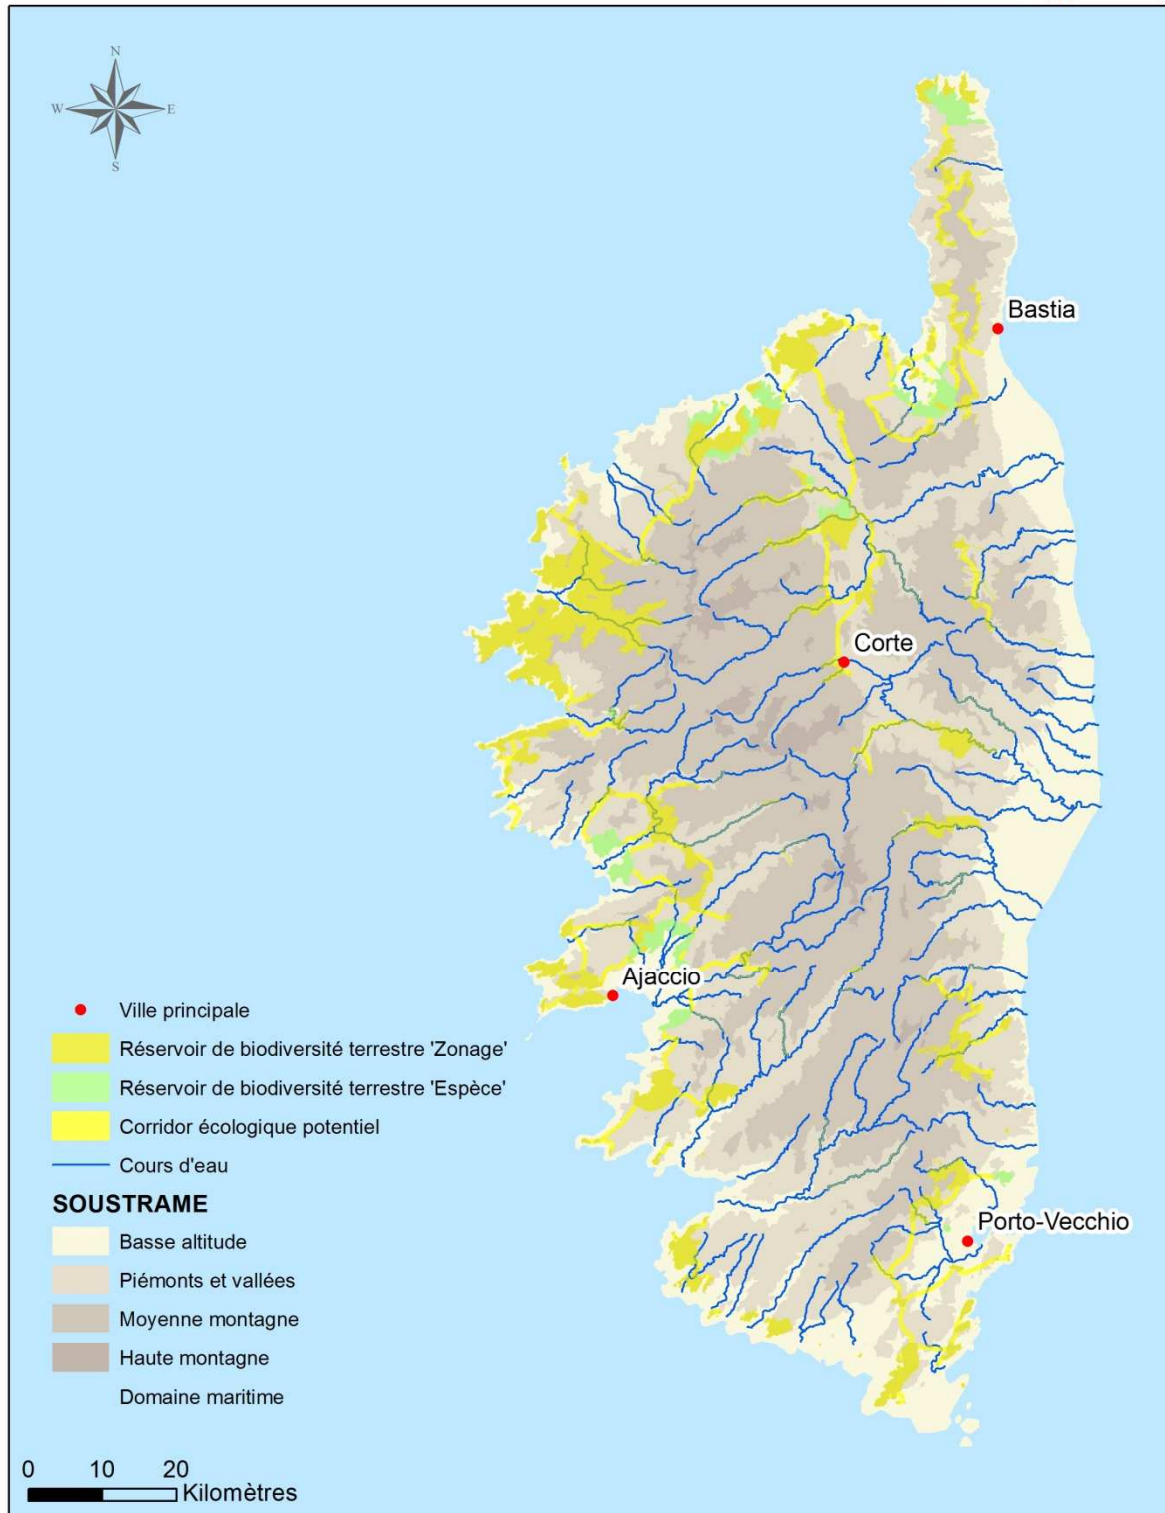 N
W E
S
Bastia
Corte
Ajaccio
Porto-Vecchio
Ville principale
Réservoir de biodiversité terrestre 'Zonage'
Réservoir de biodiversité terrestre 'Espèce'
Corridor écologique potentiel
Cours d'eau
SOUSTRAME
Basse altitude
Piémonts et vallées
Moyenne montagne
Haute montagne
Domaine maritime
0 10 20
Kilomètres